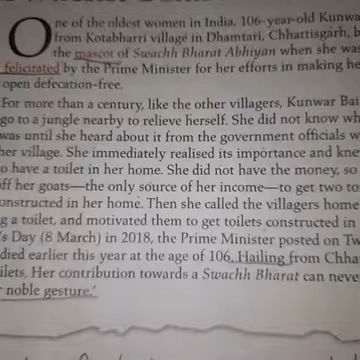 One of the oldest women in India, 106-year-old Kunwa
from Kotabharri village in Dhamtari, Chhattisgarh, b
the mascot of Swachh Bharat Abhiyan when she wa
felicitated by the Prime Minister for her efforts in making he
open defecation-free.
For more than a century, like the other villagers, Kunwar Bai
go to a jungle nearby to relieve herself. She did not know wh
was until she heard about it from the government officials w
her village. She immediately realised its importance and kne
o have a toilet in her home. She did not have the money, so
off her goats—the only source of her income—to get two to
onstructed in her home. Then she called the villagers home
g a toilet, and motivated them to get toilets constructed in
's Day (8 March) in 2018, the Prime Minister posted on Tw
died earlier this year at the age of 106. Hailing from Chha
ilets. Her contribution towards a Swachh Bharat can neve
r noble gesture.'